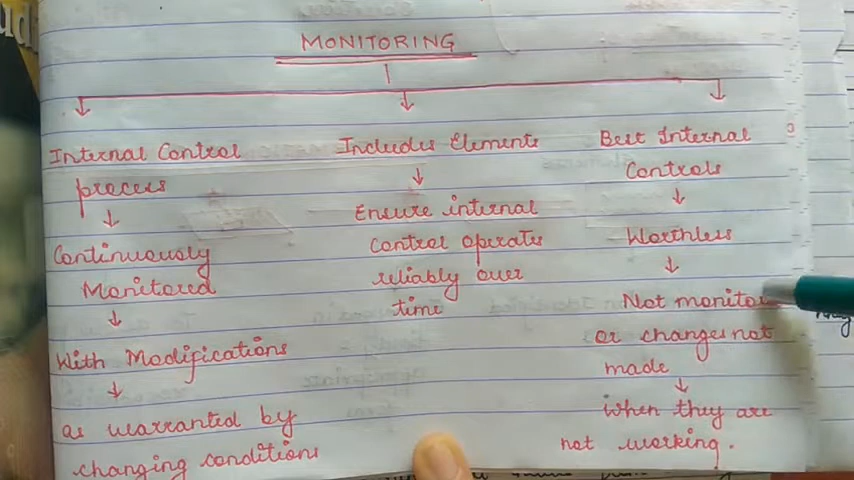 MONITORING
Internal Control
process
↓
Continuously
Monitored
↓
With Modifications
↓
as warranted by
changing conditions
Includes Elements
↓
Ensure internal
Control operates
reliably over
time
Best Internal
Controls
↓
Worthless
↓
Not monitor
or changes not
made
↓
when they are
not working.